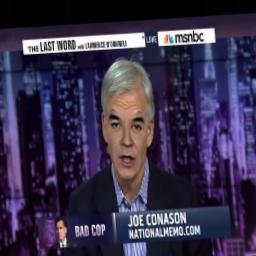 THE LAST WORD WITH LAWRENCE O'DONNELL
LIVE msnbc
BAD COP
JOE CONASON
NATIONALMEMO.COM